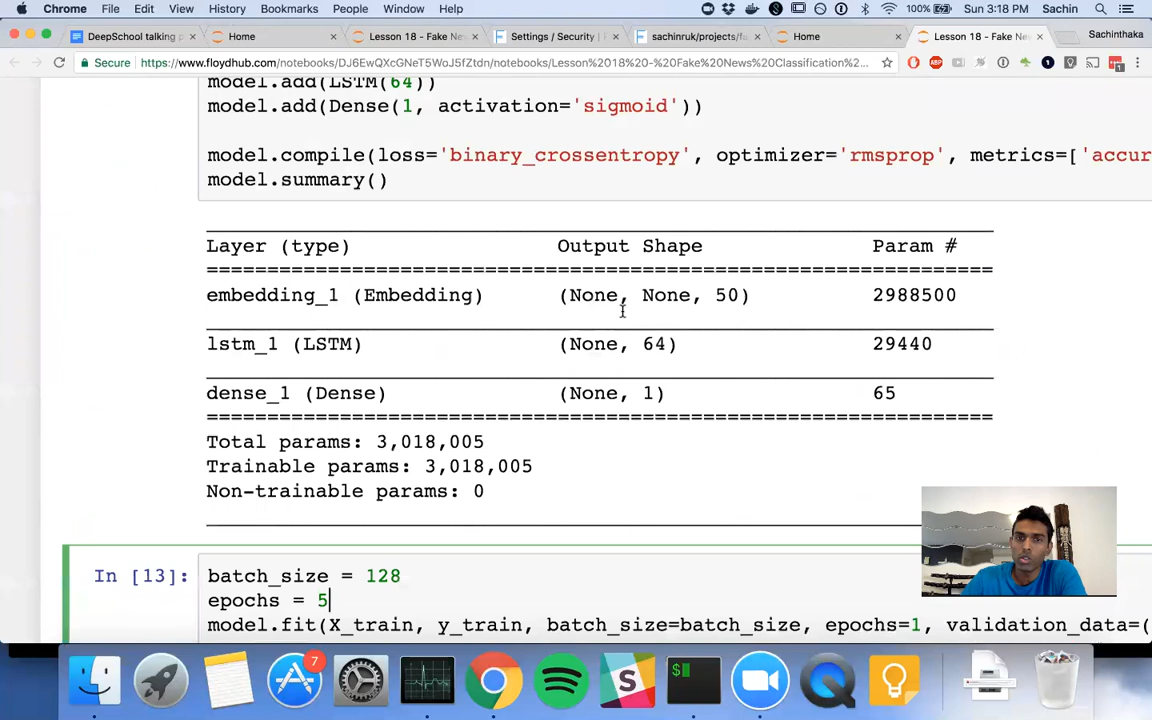 Chrome File Edit View History Bookmarks People Window Help 100% Sun 3:18 PM Sachin
DeepSchool talking p Home Lesson 18 - Fake Ne Settings / Security | F sachinruk/projects/fa Home Lesson 18 - Fake Ne Sachinthaka
Secure https://www.floydhub.com/notebooks/DJ6EwQXcGNeT5WoJ5fZtdn/notebooks/Lesson%2018%20-%20Fake%20News%20Classification%20...
model.add(LSTM(64))
model.add(Dense(1, activation='sigmoid'))
model.compile(loss='binary_crossentropy', optimizer='rmsprop', metrics=['accur
model.summary()
Layer (type) Output Shape Param #
embedding_1 (Embedding) (None, None, 50) 2988500
lstm_1 (LSTM) (None, 64) 29440
dense_1 (Dense) (None, 1) 65
Total params: 3,018,005
Trainable params: 3,018,005
Non-trainable params: 0
In [13]: batch_size = 128
epochs = 5
model.fit(X_train, y_train, batch_size=batch_size, epochs=1, validation_data=(
7